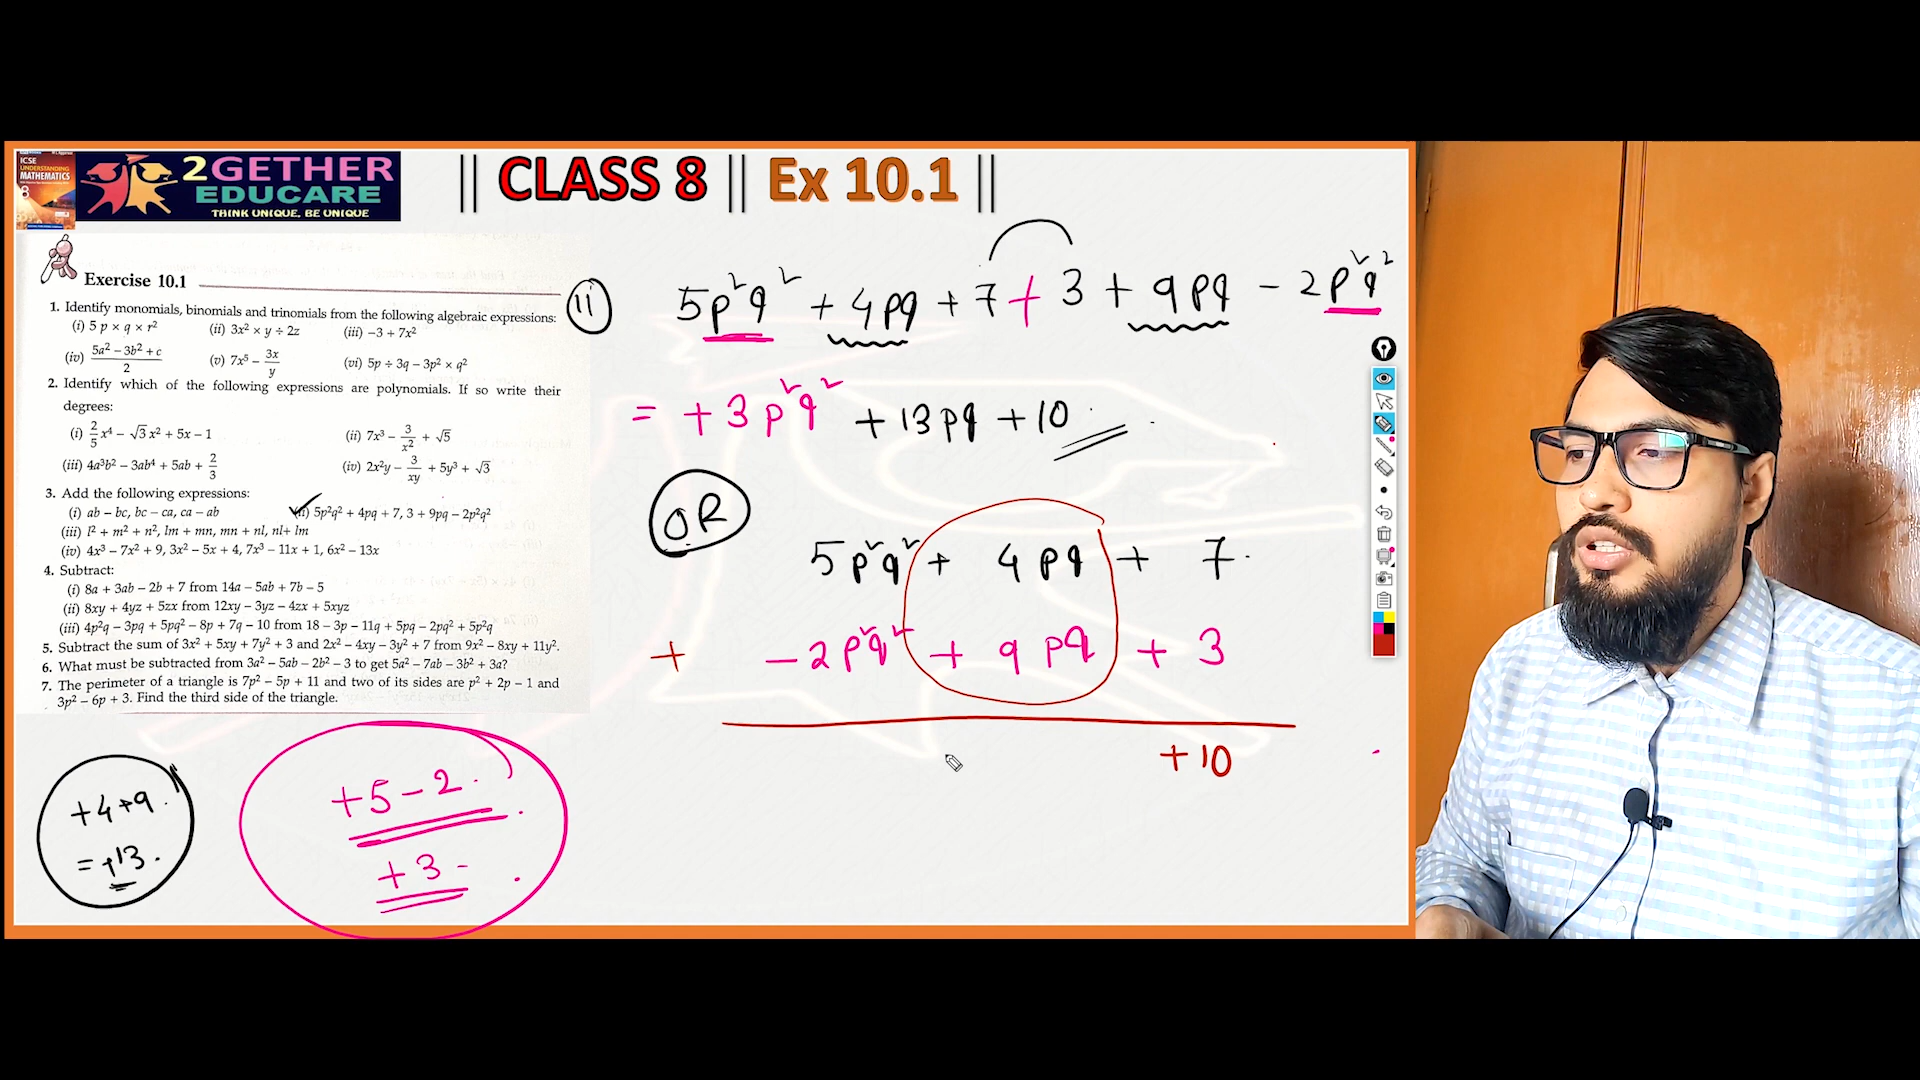 ICSE
UNDERSTANDING
MATHEMATICS
8
2GETHER
EDUCARE
THINK UNIQUE, BE UNIQUE
|| CLASS 8 || Ex 10.1 ||
Exercise 10.1
1. Identify monomials, binomials and trinomials from the following algebraic expressions:
(i) 5 p × q × r² (ii) 3x² × y ÷ 2z (iii) −3 + 7x²
(iv) (5a² − 3b² + c)/2 (v) 7x⁵ − 3x/y (vi) 5p ÷ 3q − 3p² × q²
2. Identify which of the following expressions are polynomials. If so write their
degrees:
(i) 2/5 x⁴ − √3 x² + 5x − 1 (ii) 7x³ − 3/x² + √5
(iii) 4a³b² − 3ab⁴ + 5ab + 2/3 (iv) 2x²y − 3/xy + 5y³ + √3
3. Add the following expressions:
(i) ab − bc, bc − ca, ca − ab (ii) 5p²q² + 4pq + 7, 3 + 9pq − 2p²q²
(iii) l² + m² + n², lm + mn, mn + nl, nl + lm
(iv) 4x³ − 7x² + 9, 3x² − 5x + 4, 7x³ − 11x + 1, 6x² − 13x
4. Subtract:
(i) 8a + 3ab − 2b + 7 from 14a − 5ab + 7b − 5
(ii) 8xy + 4yz + 5zx from 12xy − 3yz − 4zx + 5xyz
(iii) 4p²q − 3pq + 5pq² − 8p + 7q − 10 from 18 − 3p − 11q + 5pq − 2pq² + 5p²q
5. Subtract the sum of 3x² + 5xy + 7y² + 3 and 2x² − 4xy − 3y² + 7 from 9x² − 8xy + 11y².
6. What must be subtracted from 3a² − 5ab − 2b² − 3 to get 5a² − 7ab − 3b² + 3a?
7. The perimeter of a triangle is 7p² − 5p + 11 and two of its sides are p² + 2p − 1 and
3p² − 6p + 3. Find the third side of the triangle.
+4+9.
= +13.
+5−2.
+3−
11 5p²q² + 4pq + 7 + 3 + 9pq − 2p²q²
= +3p²q² + 13pq + 10
OR
5p²q² + 4pq + 7.
+ −2p²q² + 9pq + 3
+10